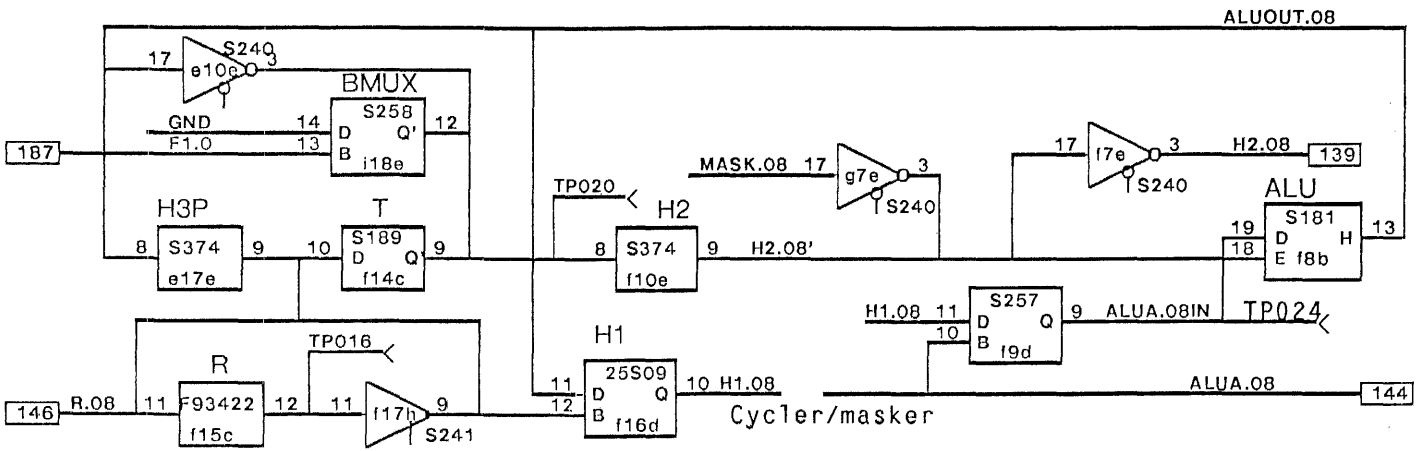 ALUOUT.08
17 S240 3
e10e
BMUX
GND 14 D S258 Q' 12
187 F1.0 13 B
i18e
MASK.08 17 g7e 3
S240
17 f7e 3 H2.08 139
S240
ALU
TP020
H3P T H2
S181
19 D H 13
8 S374 9 10 S189 9 8 S374 9 H2.08' 18 E f8b
D Q'
e17e f14c f10e
S257
H1.08 11 D Q 9 ALUA.08IN TP024
10 B
f9d
TP016
H1
R
25S09
11 D Q 10 H1.08 ALUA.08 144
146 R.08 11 F93422 12 11 f17h 9 12 B Cycler/masker
f15c S241 f16d